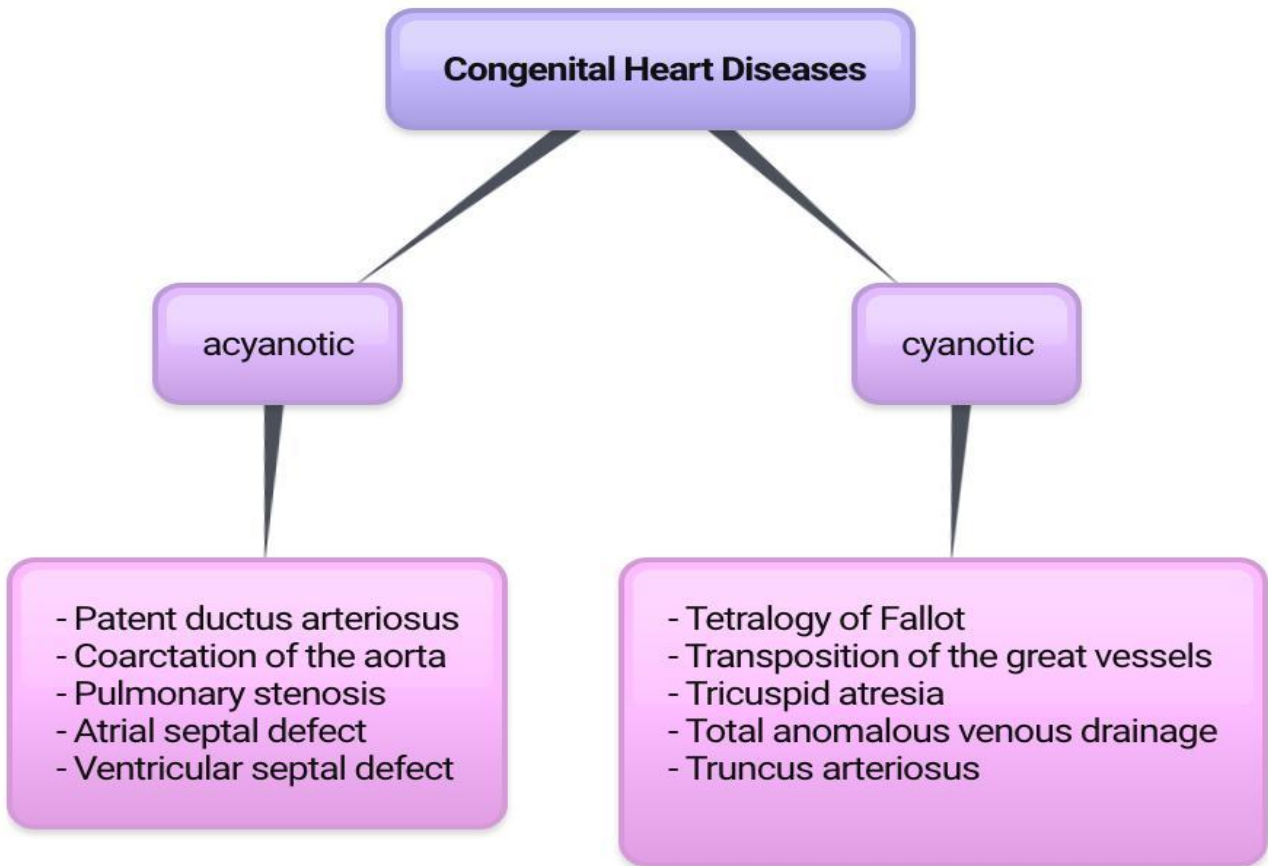 Congenital Heart Diseases
acyanotic
cyanotic
- Patent ductus arteriosus
- Coarctation of the aorta
- Pulmonary stenosis
- Atrial septal defect
- Ventricular septal defect
- Tetralogy of Fallot
- Transposition of the great vessels
- Tricuspid atresia
- Total anomalous venous drainage
- Truncus arteriosus